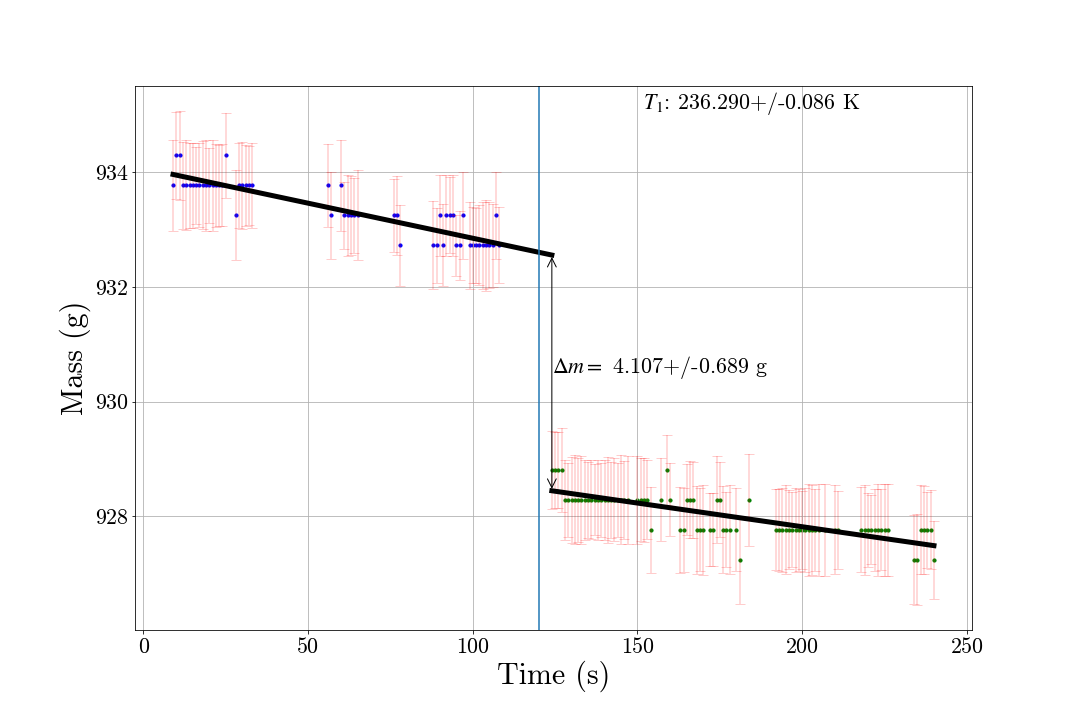 T₁: 236.290+/-0.086 K
934
932
Δm = 4.107+/-0.689 g
930
928
Mass (g)
0 50 100 150 200 250
Time (s)